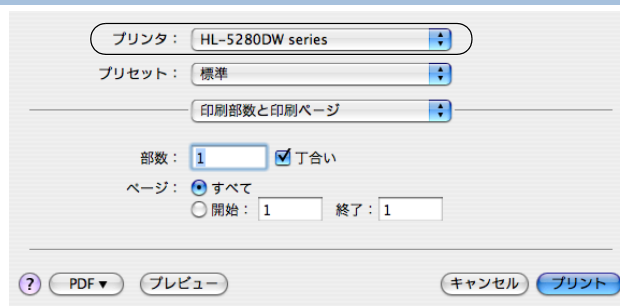 プリンタ： HL-5280DW series
プリセット： 標準
印刷部数と印刷ページ
部数： 1 丁合い
ページ： すべて
開始： 1 終了： 1
? PDF▼ プレビュー キャンセル プリント